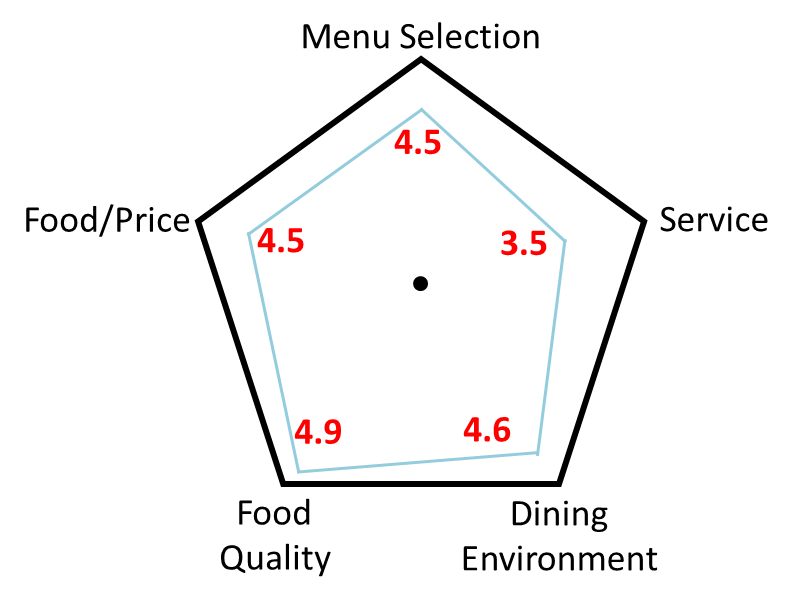 Menu Selection
4.5
Food/Price
4.5
3.5
Service
4.9
4.6
Food
Quality
Dining
Environment